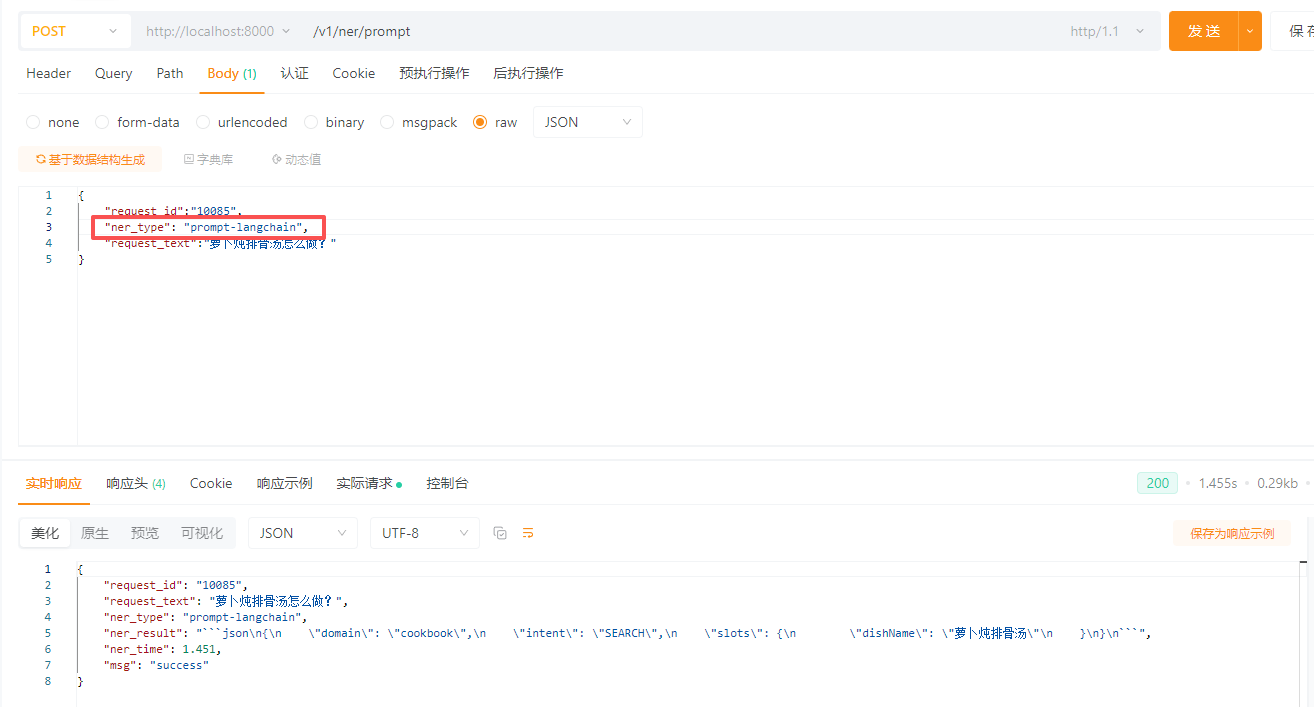 POST http://localhost:8000 /v1/ner/prompt http/1.1 发送 保存
Header Query Path Body (1) 认证 Cookie 预执行操作 后执行操作
none form-data urlencoded binary msgpack raw JSON
基于数据结构生成 字典库 动态值
1 {
2 "request_id":"10085",
3 "ner_type": "prompt-langchain",
4 "request_text":"萝卜炖排骨汤怎么做？"
5 }
实时响应 响应头 (4) Cookie 响应示例 实际请求 控制台 200 1.455s 0.29kb
美化 原生 预览 可视化 JSON UTF-8 保存为响应示例
1 {
2 "request_id": "10085",
3 "request_text": "萝卜炖排骨汤怎么做？",
4 "ner_type": "prompt-langchain",
5 "ner_result": "```json\n{\n    \"domain\": \"cookbook\",\n    \"intent\": \"SEARCH\",\n    \"slots\": {\n        \"dishName\": \"萝卜炖排骨汤\"\n    }\n}\n```",
6 "ner_time": 1.451,
7 "msg": "success"
8 }